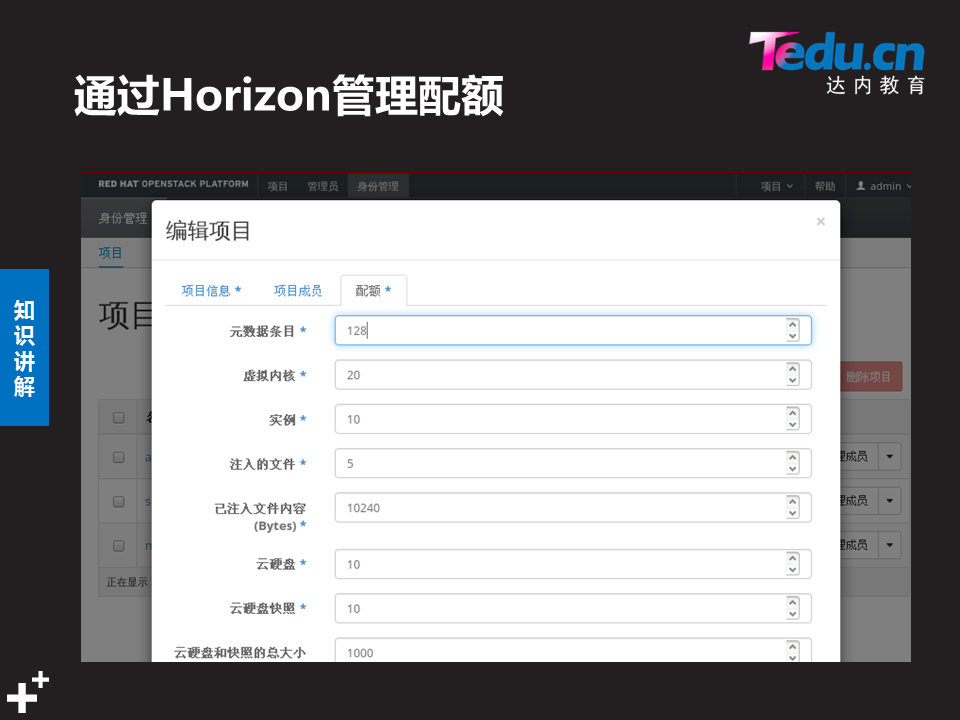 Tedu.cn
达内教育
通过Horizon管理配额
RED HAT OPENSTACK PLATFORM 项目 管理员 身份管理 项目 帮助 admin
身份管理
编辑项目 ×
项目
项目信息 * 项目成员 配额 *
项目
知识讲解
元数据条目 * 128
虚拟内核 * 20
删除项目
实例 * 10
注入的文件 * 5
理成员
已注入文件内容 (Bytes) * 10240
理成员
理成员
云硬盘 * 10
正在显示
云硬盘快照 * 10
云硬盘和快照的总大小 1000